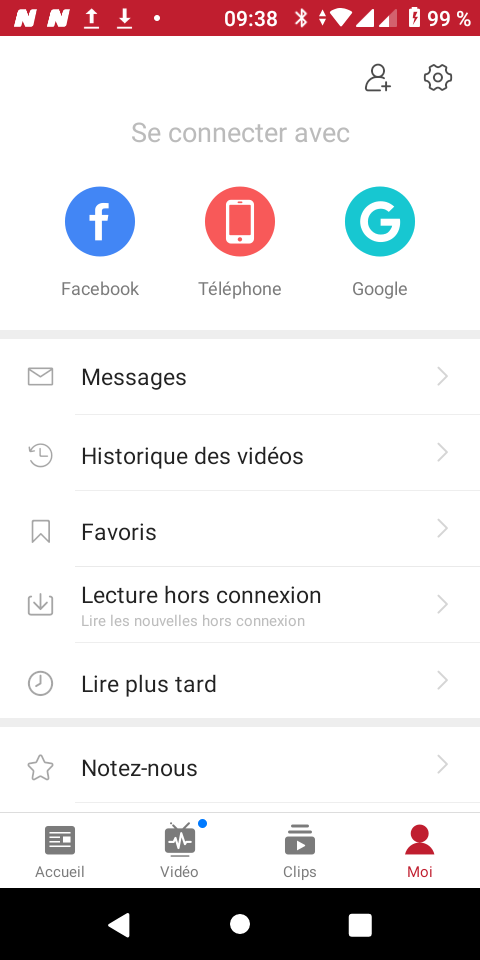 09:38
99 %
Se connecter avec
Facebook
Téléphone
Google
Messages
Historique des vidéos
Favoris
Lecture hors connexion
Lire les nouvelles hors connexion
Lire plus tard
Notez-nous
Accueil
Vidéo
Clips
Moi